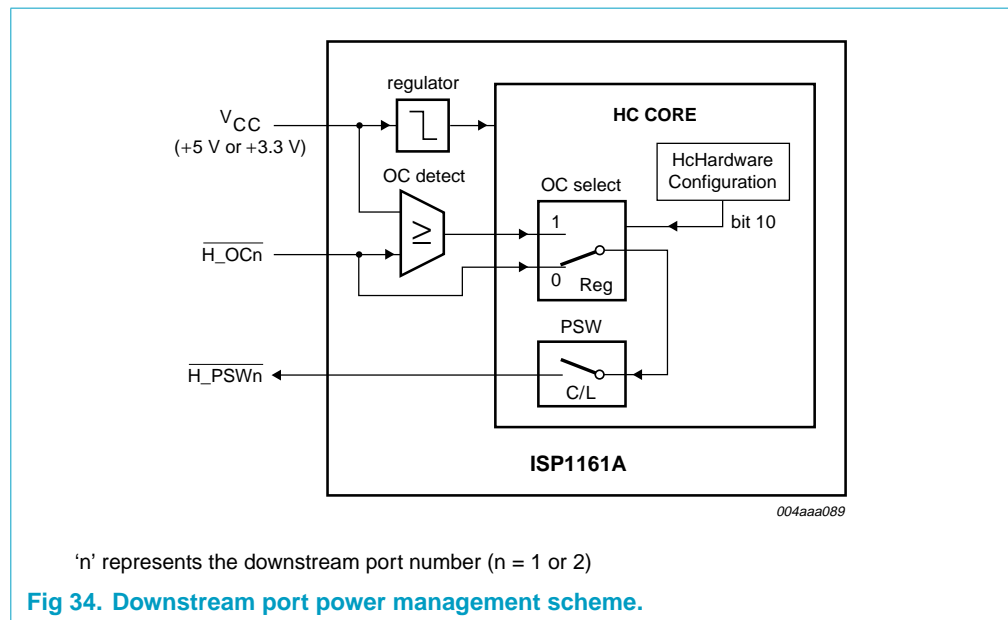 regulator
HC CORE
VCC
(+5 V or +3.3 V)
HcHardware
Configuration
OC detect
OC select
1
bit 10
≥
H_OCn
0
Reg
PSW
H_PSWn
C/L
ISP1161A
004aaa089
‘n’ represents the downstream port number (n = 1 or 2)
Fig 34. Downstream port power management scheme.